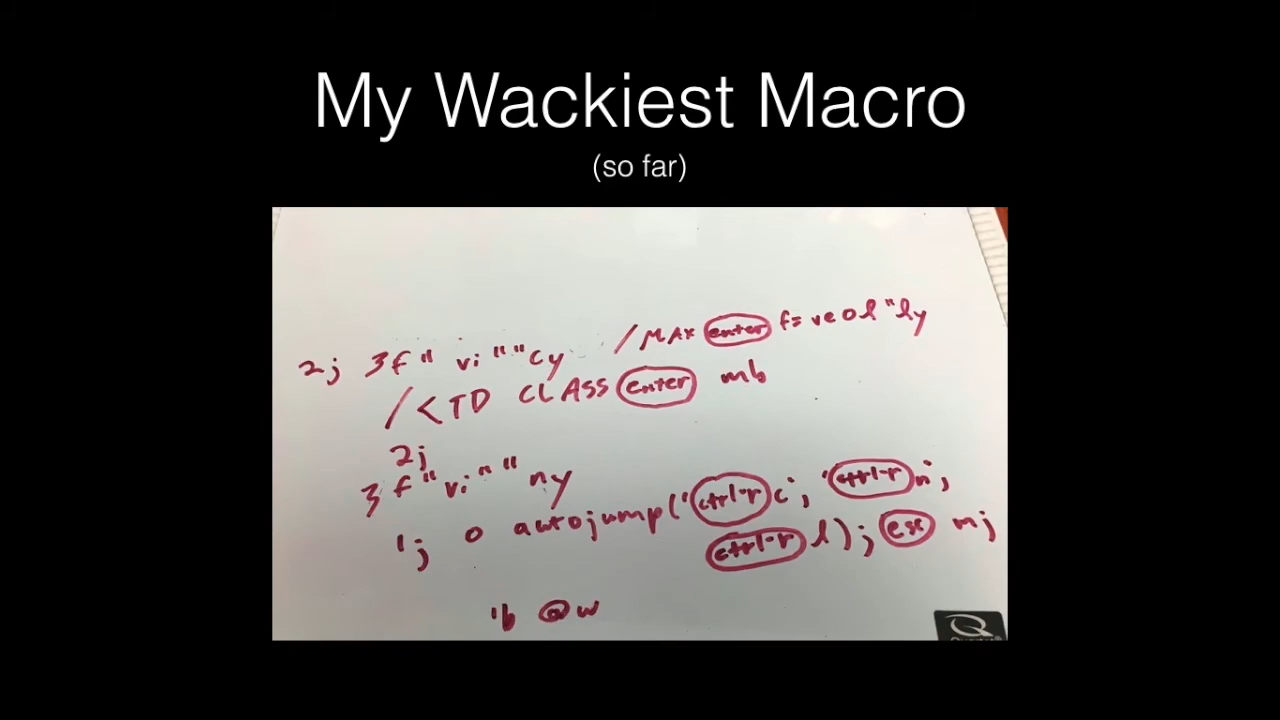 My Wackiest Macro
(so far)
2j 3f" vi" "cy /MAX enter f= ve0l "ly
/<TD CLASS enter mb
2j
3f" vi" "ny
'j o autojump('ctrl-r c', 'ctrl-r n',
ctrl-r l); esc mj
'b @w